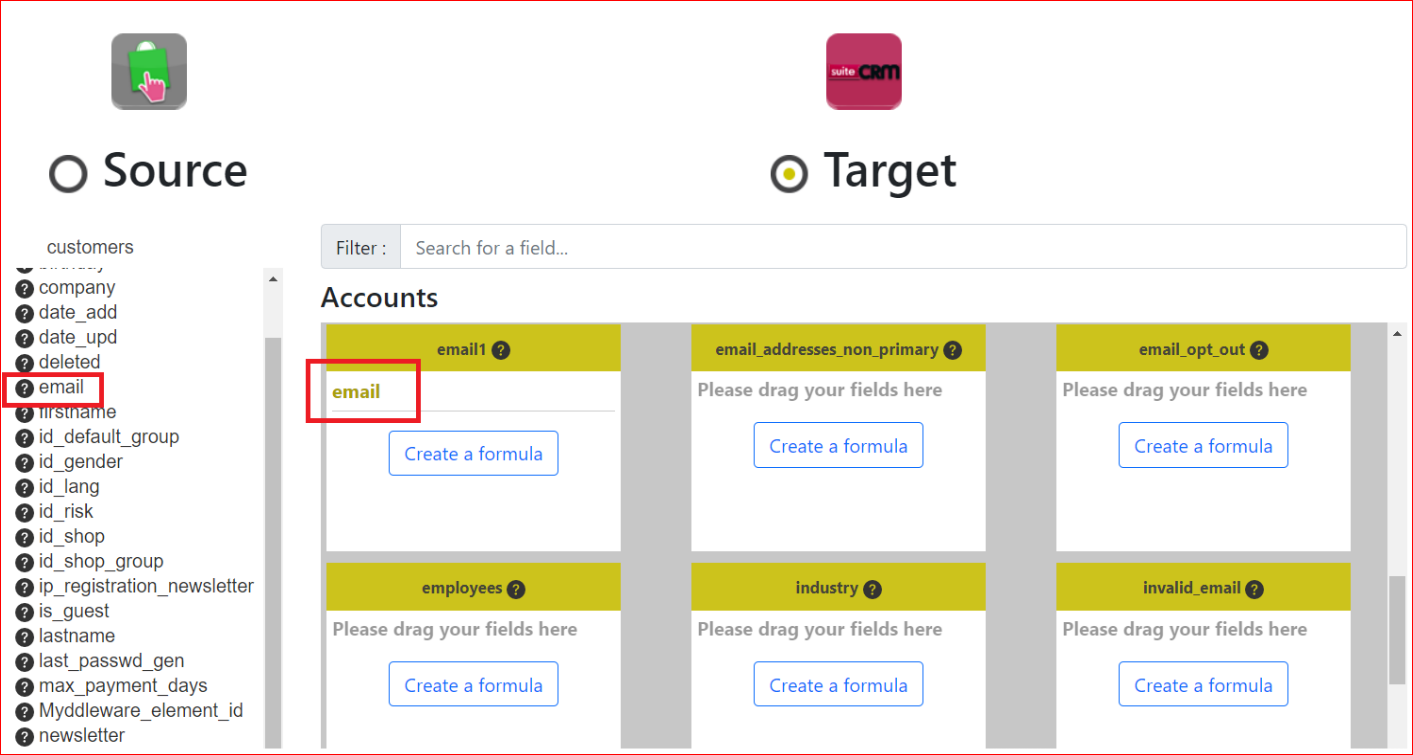 suite CRM
Source
Target
customers
birthday
company
date_add
date_upd
deleted
email
firstname
id_default_group
id_gender
id_lang
id_risk
id_shop
id_shop_group
ip_registration_newsletter
is_guest
lastname
last_passwd_gen
max_payment_days
Myddleware_element_id
newsletter
Filter : Search for a field...
Accounts
email1 ? email_addresses_non_primary ? email_opt_out ?
email Please drag your fields here Please drag your fields here
Create a formula Create a formula Create a formula
employees ? industry ? invalid_email ?
Please drag your fields here Please drag your fields here Please drag your fields here
Create a formula Create a formula Create a formula